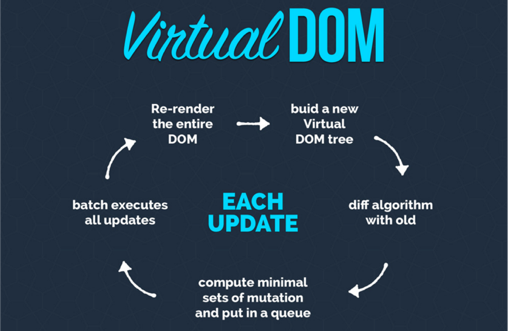 Virtual DOM
Re-render
the entire
DOM
buid a new
Virtual
DOM tree
diff algorithm
with old
compute minimal
sets of mutation
and put in a queue
batch executes
all updates
EACH
UPDATE